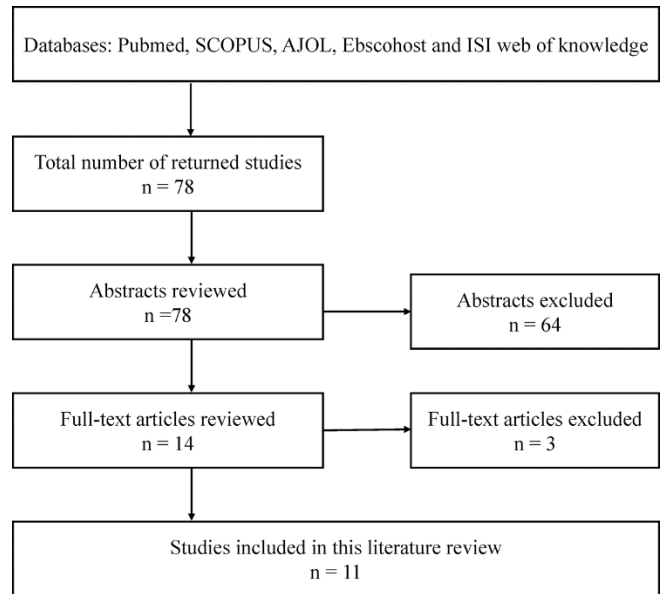 Databases: Pubmed, SCOPUS, AJOL, Ebscohost and ISI web of knowledge
Total number of returned studies
n = 78
Abstracts reviewed
n =78
Abstracts excluded
n = 64
Full-text articles reviewed
n = 14
Full-text articles excluded
n = 3
Studies included in this literature review
n = 11